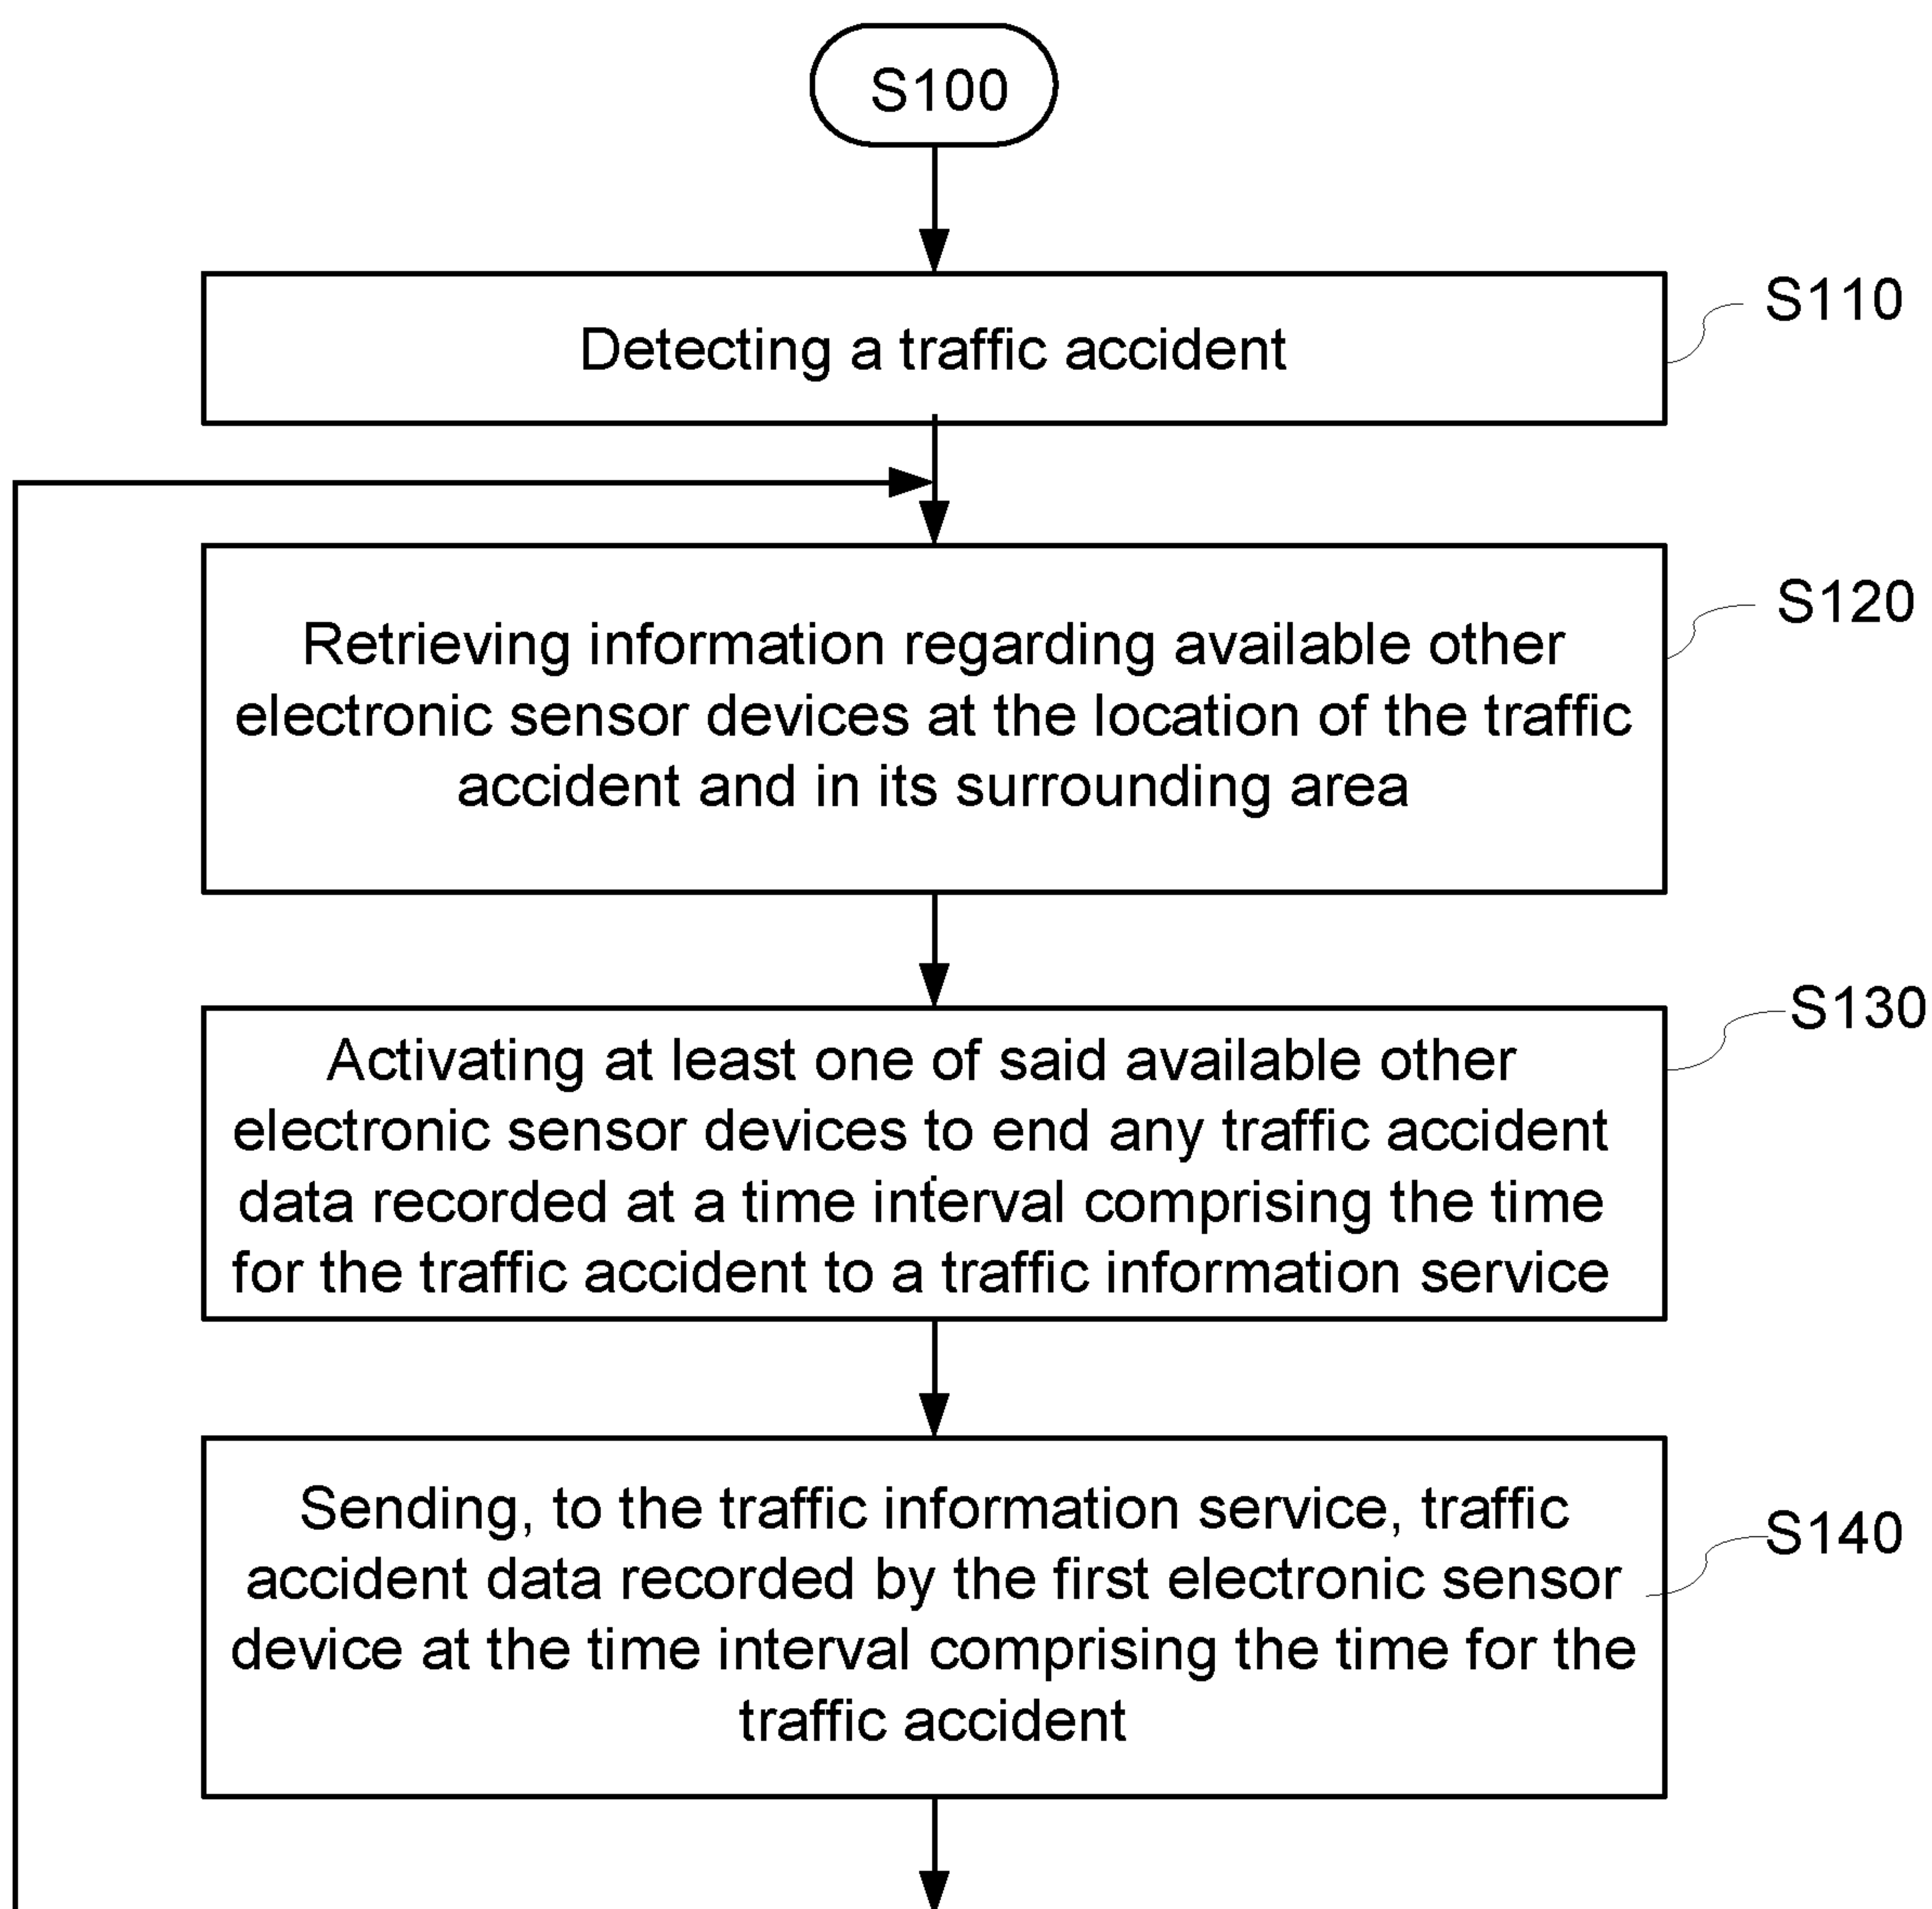 S100
Detecting a traffic accident
S110
Retrieving information regarding available other
electronic sensor devices at the location of the traffic
accident and in its surrounding area
S120
Activating at least one of said available other
electronic sensor devices to end any traffic accident
data recorded at a time interval comprising the time
for the traffic accident to a traffic information service
S130
Sending, to the traffic information service, traffic
accident data recorded by the first electronic sensor
device at the time interval comprising the time for the
traffic accident
S140